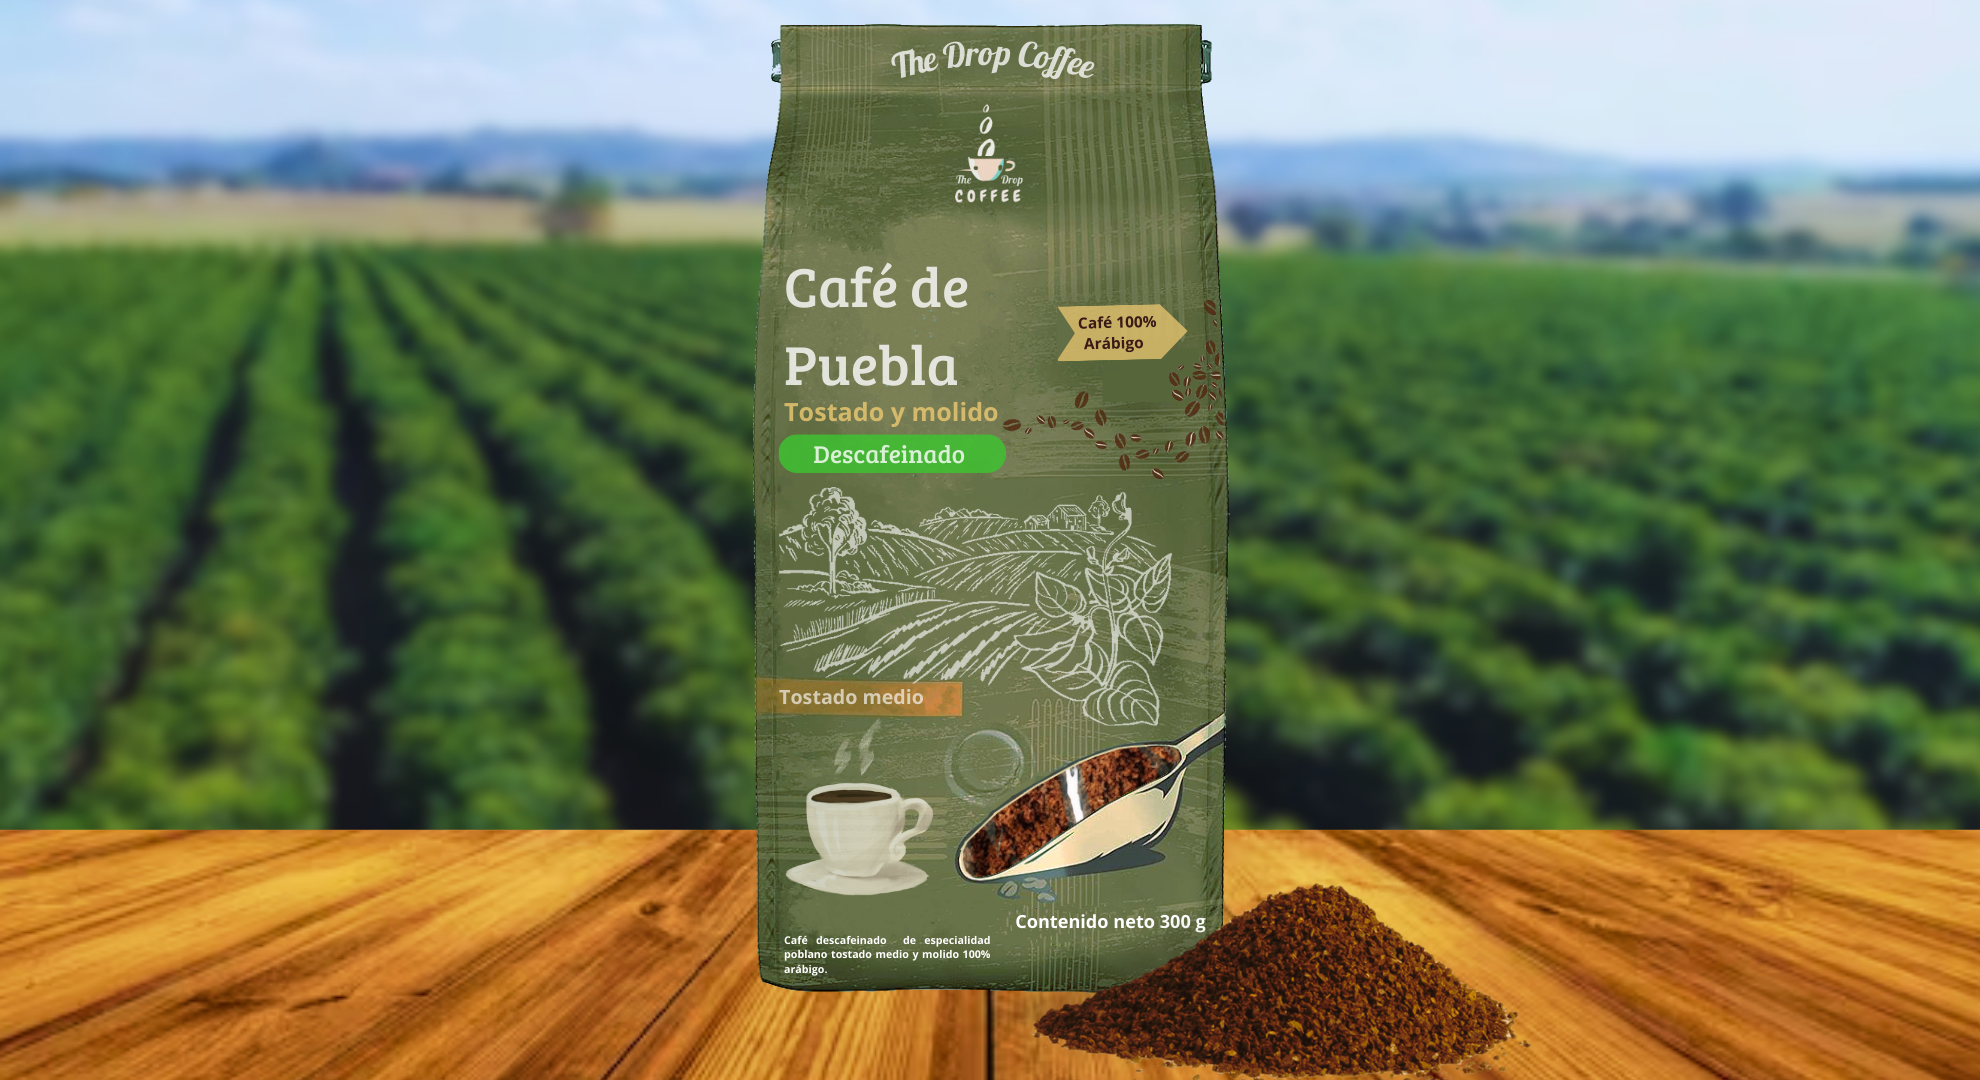 The Drop Coffee
The Drop
COFFEE
Café de
Puebla
Café 100%
Arábigo
Tostado y molido
Descafeinado
Tostado medio
Contenido neto 300 g
Café descafeinado de especialidad
poblano tostado medio y molido 100%
arábigo.